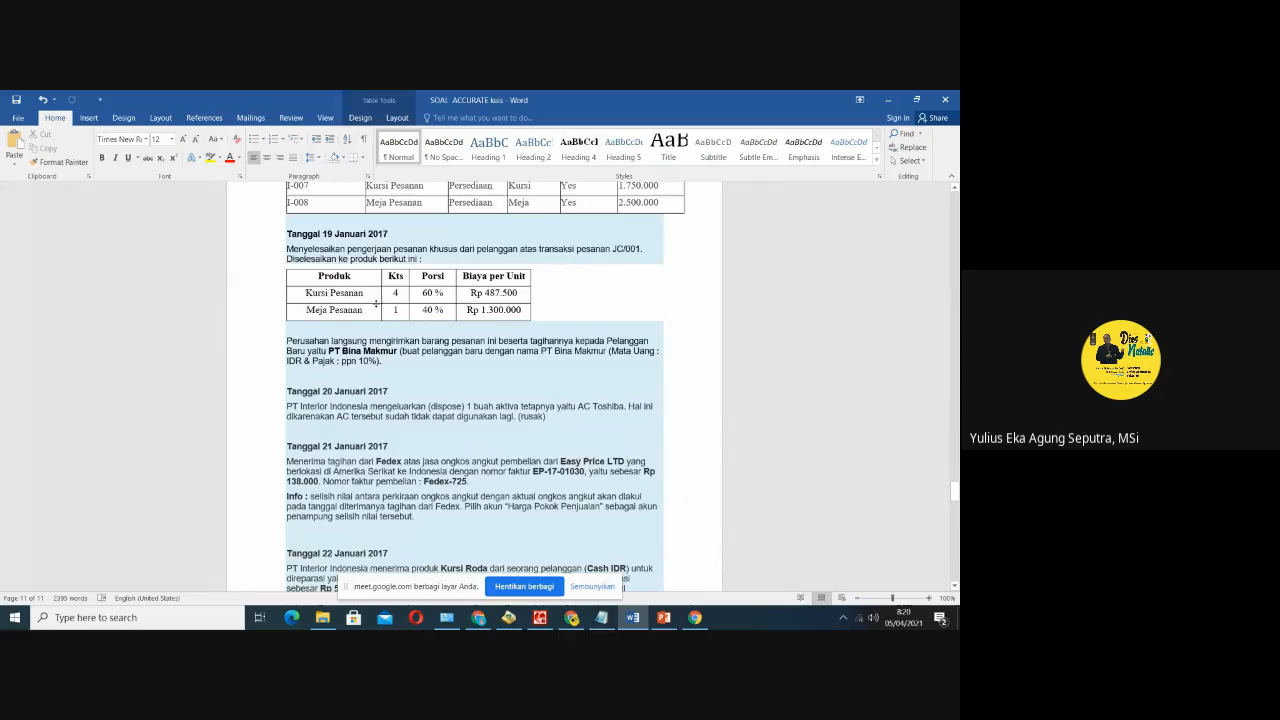 Table Tools
SOAL ACCURATE kuis - Word
File Home Insert Design Layout References Mailings Review View Design Layout Tell me what you want to do... Sign in Share
Paste
Cut
Copy
Format Painter
Clipboard
Times New R 12
Font
Paragraph
AaBbCcDd AaBbCcDd AaBbC AaBbCc AaBbCcI AaBbCcD AaB AaBbCcD AaBbCcDd AaBbCcDd AaBbCcDd
¶ Normal ¶ No Spac... Heading 1 Heading 2 Heading 4 Heading 5 Title Subtitle Subtle Em... Emphasis Intense E...
Styles
Find
Replace
Select
Editing
I-007 Kursi Pesanan Persediaan Kursi Yes 1.750.000
I-008 Meja Pesanan Persediaan Meja Yes 2.500.000
Tanggal 19 Januari 2017
Menyelesaikan pengerjaan pesanan khusus dari pelanggan atas transaksi pesanan JC/001.
Diselesaikan ke produk berikut ini :
Produk Kts Porsi Biaya per Unit
Kursi Pesanan 4 60 % Rp 487.500
Meja Pesanan 1 40 % Rp 1.300.000
Perusahan langsung mengirimkan barang pesanan ini beserta tagihannya kepada Pelanggan
Baru yaitu PT Bina Makmur (buat pelanggan baru dengan nama PT Bina Makmur (Mata Uang :
IDR & Pajak : ppn 10%).
Tanggal 20 Januari 2017
PT Interior Indonesia mengeluarkan (dispose) 1 buah aktiva tetapnya yaitu AC Toshiba. Hal ini
dikarenakan AC tersebut sudah tidak dapat digunakan lagi. (rusak)
Tanggal 21 Januari 2017
Menerima tagihan dari Fedex atas jasa ongkos angkut pembelian dari Easy Price LTD yang
berlokasi di Amerika Serikat ke Indonesia dengan nomor faktur EP-17-01030, yaitu sebesar Rp
138.000. Nomor faktur pembelian : Fedex-725.
Info : selisih nilai antara perkiraan ongkos angkut dengan aktual ongkos angkut akan diakui
pada tanggal diterimanya tagihan dari Fedex. Pilih akun “Harga Pokok Penjualan” sebagai akun
penampung selisih nilai tersebut.
Tanggal 22 Januari 2017
PT Interior Indonesia menerima produk Kursi Roda dari seorang pelanggan (Cash IDR) untuk
direparasi
sebesar Rp
meet.google.com berbagi layar Anda. Hentikan berbagi Sembunyikan
Page 11 of 11 2395 words English (United States) 100%
Type here to search
8:20
05/04/2021
2
Dies
Natalis
Yulius Eka Agung Seputra, MSi